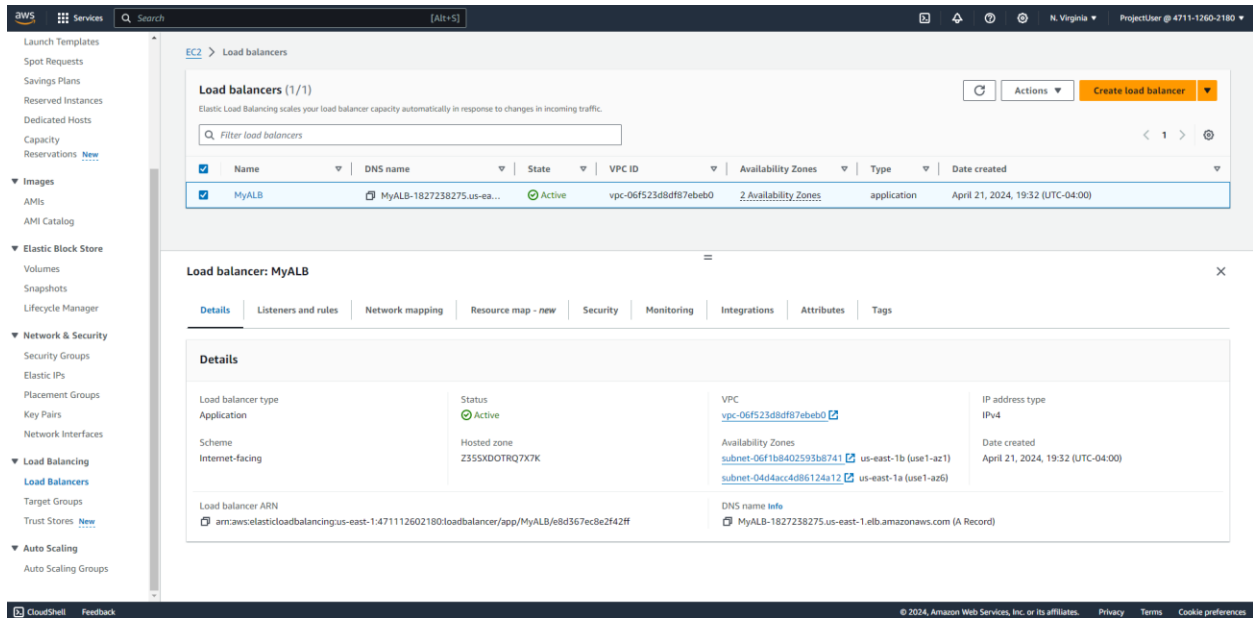 aws Services Search [Alt+S] N. Virginia ProjectUser @ 4711-1260-2180
Launch Templates
Spot Requests
Savings Plans
Reserved Instances
Dedicated Hosts
Capacity
Reservations New
Images
AMIs
AMI Catalog
Elastic Block Store
Volumes
Snapshots
Lifecycle Manager
Network & Security
Security Groups
Elastic IPs
Placement Groups
Key Pairs
Network Interfaces
Load Balancing
Load Balancers
Target Groups
Trust Stores New
Auto Scaling
Auto Scaling Groups
EC2 > Load balancers
Load balancers (1/1) Actions Create load balancer
Elastic Load Balancing scales your load balancer capacity automatically in response to changes in incoming traffic.
Filter load balancers < 1 >
Name DNS name State VPC ID Availability Zones Type Date created
MyALB MyALB-1827238275.us-ea... Active vpc-06f523d8df87ebeb0 2 Availability Zones application April 21, 2024, 19:32 (UTC-04:00)
Load balancer: MyALB
Details Listeners and rules Network mapping Resource map - new Security Monitoring Integrations Attributes Tags
Details
Load balancer type Status VPC IP address type
Application Active vpc-06f523d8df87ebeb0 IPv4
Scheme Hosted zone Availability Zones Date created
Internet-facing Z35SXDOTRQ7X7K subnet-06f1b8402593b8741 us-east-1b (use1-az1) April 21, 2024, 19:32 (UTC-04:00)
subnet-04d4acc4d86124a12 us-east-1a (use1-az6)
Load balancer ARN DNS name Info
arn:aws:elasticloadbalancing:us-east-1:471112602180:loadbalancer/app/MyALB/e8d367ec8e2f42ff MyALB-1827238275.us-east-1.elb.amazonaws.com (A Record)
CloudShell Feedback © 2024, Amazon Web Services, Inc. or its affiliates. Privacy Terms Cookie preferences